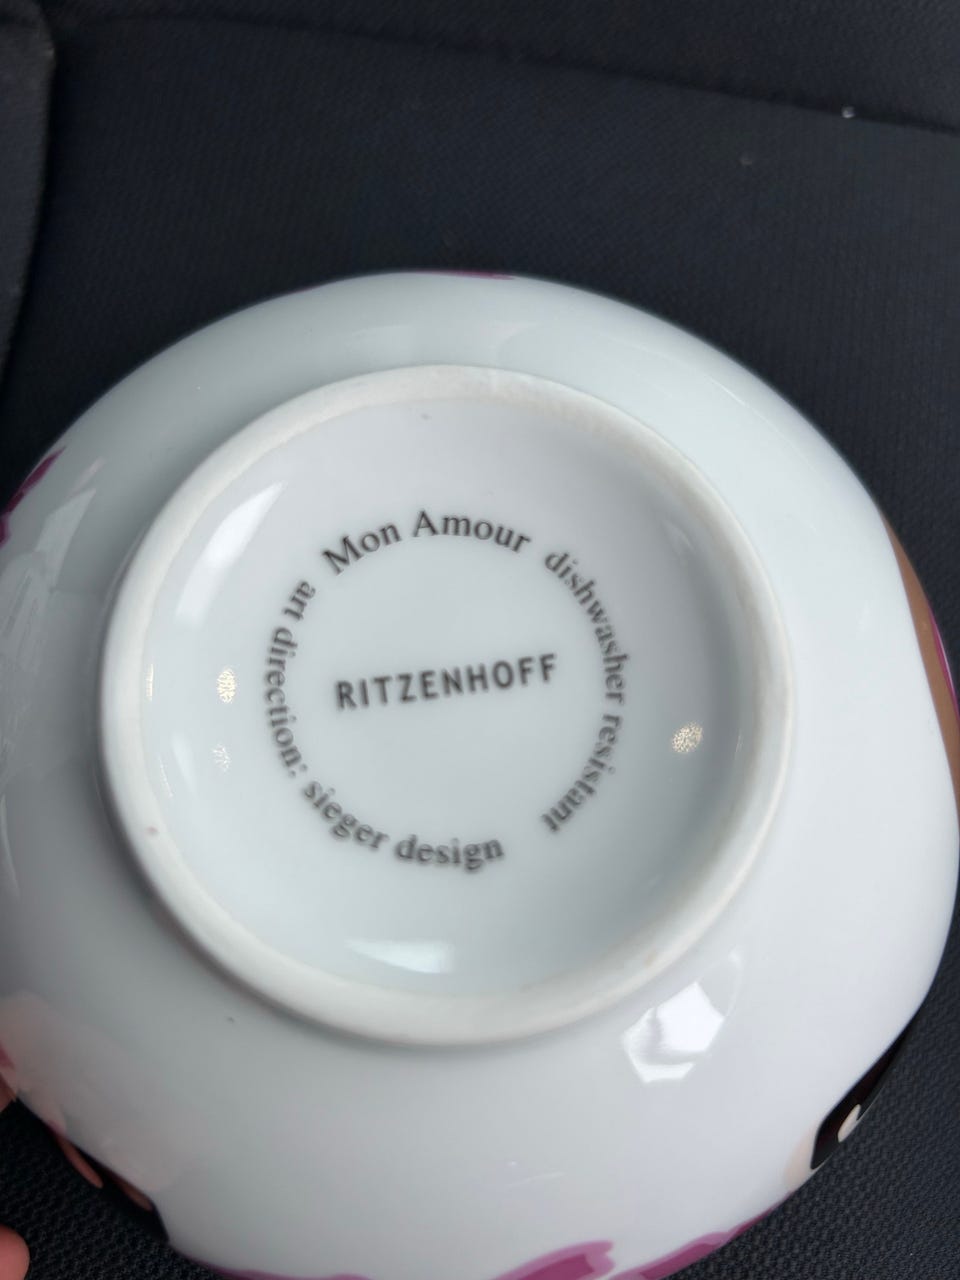 Mon Amour
dishwasher resistant
art direction: sieger design
RITZENHOFF